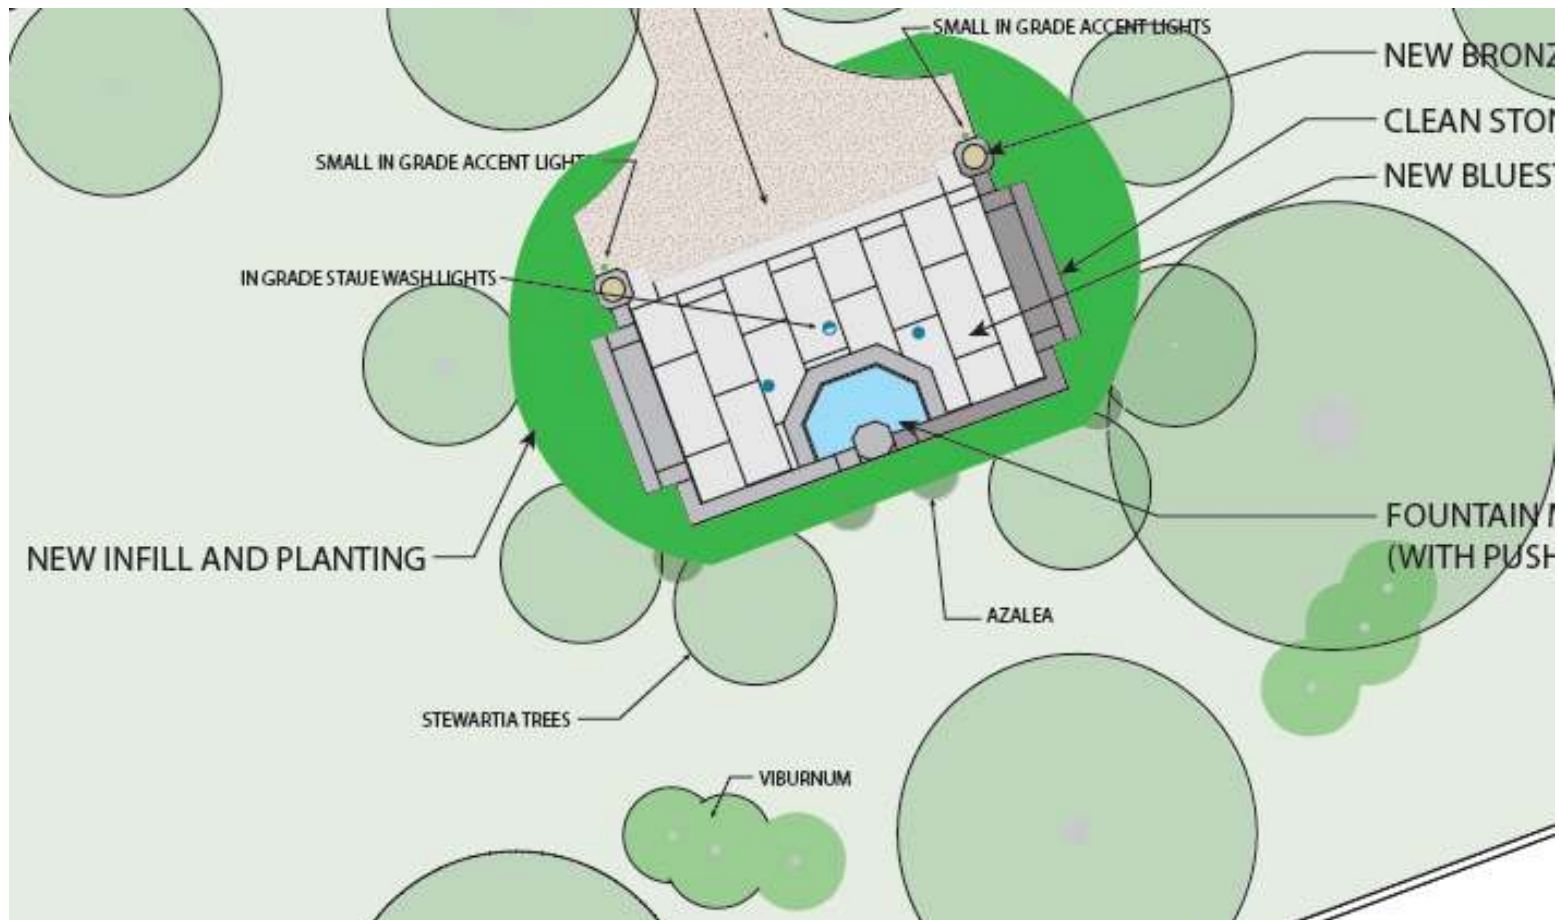 SMALL IN GRADE ACCENT LIGHTS
NEW BRONZ
CLEAN STON
SMALL IN GRADE ACCENT LIGHTS
NEW BLUEST
IN GRADE STAUE WASH LIGHTS
FOUNTAIN M
(WITH PUSH
NEW INFILL AND PLANTING
AZALEA
STEWARTIA TREES
VIBURNUM